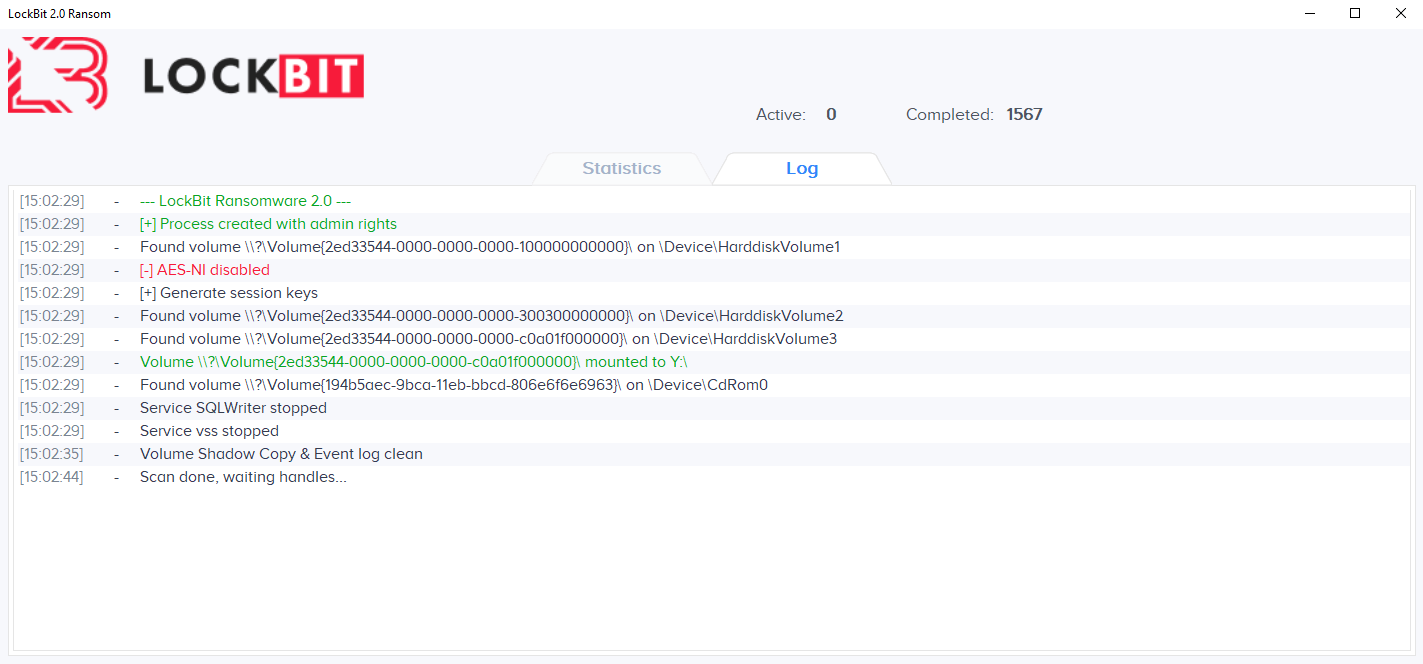 LockBit 2.0 Ransom
LOCKBIT
Active: 0 Completed: 1567
Statistics Log
[15:02:29] - --- LockBit Ransomware 2.0 ---
[15:02:29] - [+] Process created with admin rights
[15:02:29] - Found volume \\?\Volume{2ed33544-0000-0000-0000-100000000000}\ on \Device\HarddiskVolume1
[15:02:29] - [-] AES-NI disabled
[15:02:29] - [+] Generate session keys
[15:02:29] - Found volume \\?\Volume{2ed33544-0000-0000-0000-300300000000}\ on \Device\HarddiskVolume2
[15:02:29] - Found volume \\?\Volume{2ed33544-0000-0000-0000-c0a01f000000}\ on \Device\HarddiskVolume3
[15:02:29] - Volume \\?\Volume{2ed33544-0000-0000-0000-c0a01f000000}\ mounted to Y:\
[15:02:29] - Found volume \\?\Volume{194b5aec-9bca-11eb-bbcd-806e6f6e6963}\ on \Device\CdRom0
[15:02:29] - Service SQLWriter stopped
[15:02:29] - Service vss stopped
[15:02:35] - Volume Shadow Copy & Event log clean
[15:02:44] - Scan done, waiting handles...